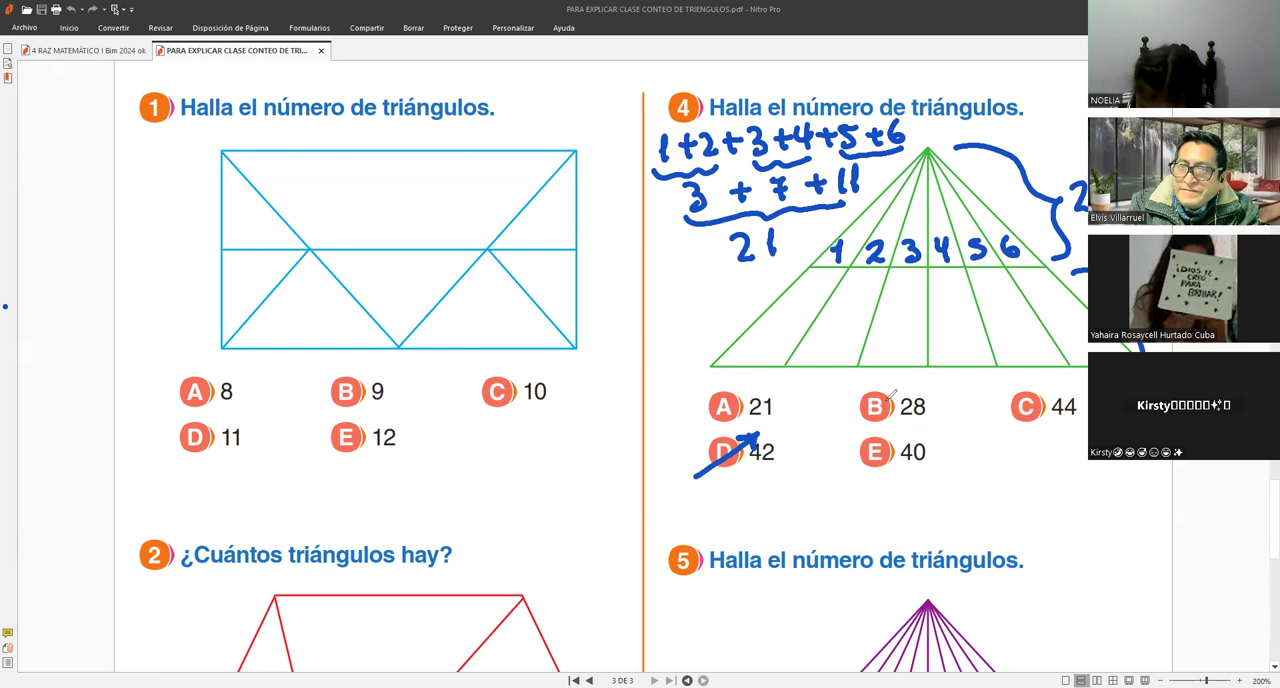 PARA EXPLICAR CLASE CONTEO DE TRIENGULOS.pdf - Nitro Pro
Archivo Inicio Convertir Revisar Disposición de Página Formularios Compartir Borrar Proteger Personalizar Ayuda
4 RAZ MATEMÁTICO I Bim 2024 ok
PARA EXPLICAR CLASE CONTEO DE TRI...
1 Halla el número de triángulos.
A 8
B 9
C 10
D 11
E 12
2 ¿Cuántos triángulos hay?
4 Halla el número de triángulos.
1+2+3+4+5+6
3 + 7 + 11
21
2
1 2 3 4 5 6
A 21
B 28
C 44
D 42
E 40
5 Halla el número de triángulos.
NOELIA
Elvis Villarruel
¡DIOS TE
CREÓ
PARA
BRILLAR!
Yahaira Rosaycell Hurtado Cuba
Kirsty
Kirsty
3 DE 3
200%